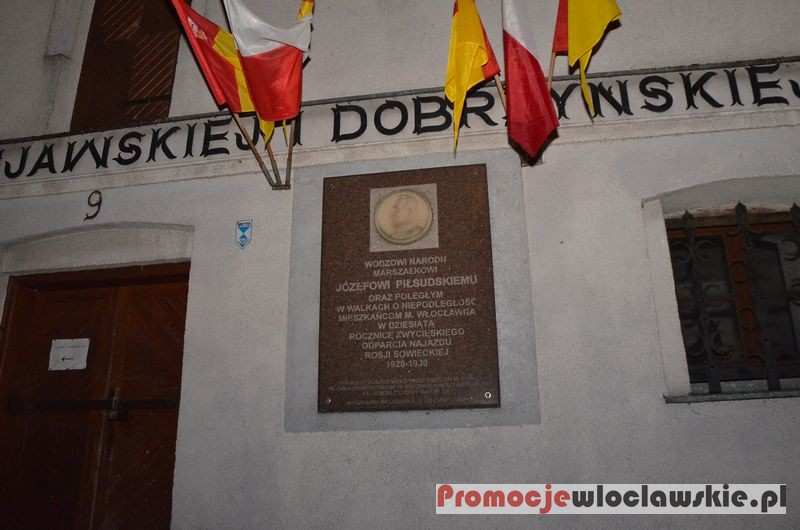 JAWSKIEJ I DOBRZYŃSKIEJ
9
WODZOWI NARODU
MARSZAŁKOWI
JÓZEFOWI PIŁSUDSKIEMU
ORAZ POLEGŁYM
W WALKACH O NIEPODLEGŁOŚĆ
MIESZKAŃCOM M. WŁOCŁAWKA
W DZIESIĄTĄ
ROCZNICĘ ZWYCIĘSKIEGO
ODPARCIA NAJAZDU
ROSJI SOWIECKIEJ
1920-1930
Promocjewloclawskie.pl